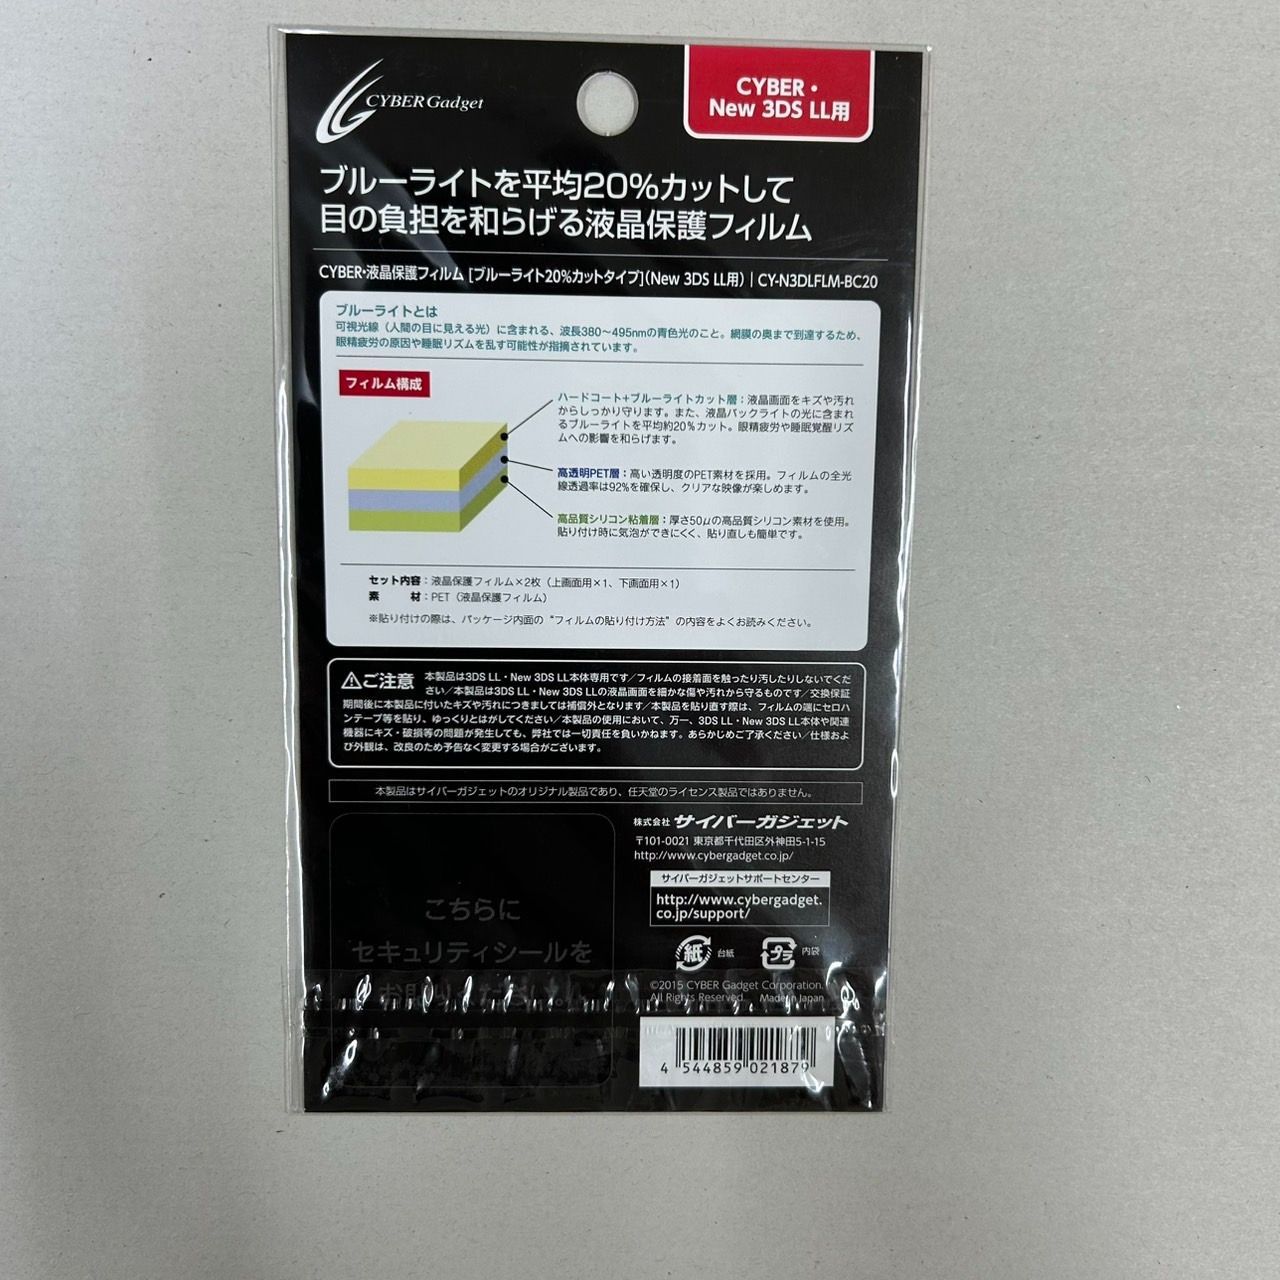 CYBER Gadget
CYBER・
New 3DS LL用
ブルーライトを平均20%カットして
目の負担を和らげる液晶保護フィルム
CYBER・液晶保護フィルム [ブルーライト20%カットタイプ](New 3DS LL用) | CY-N3DLFLM-BC20
ブルーライトとは
可視光線（人間の目に見える光）に含まれる、波長380〜495nmの青色光のこと。網膜の奥まで到達するため、
眼精疲労の原因や睡眠リズムを乱す可能性が指摘されています。
フィルム構成
ハードコート+ブルーライトカット層：液晶画面をキズや汚れ
からしっかり守ります。また、液晶バックライトの光に含まれ
るブルーライトを平均約20%カット。眼精疲労や睡眠覚醒リズ
ムへの影響を和らげます。
高透明PET層：高い透明度のPET素材を採用。フィルムの全光
線透過率は92%を確保し、クリアな映像が楽しめます。
高品質シリコン粘着層：厚さ50μの高品質シリコン素材を使用。
貼り付け時に気泡ができにくく、貼り直しも簡単です。
セット内容：液晶保護フィルム×2枚（上画面用×1、下画面用×1）
素 材：PET（液晶保護フィルム）
※貼り付けの際は、パッケージ内面の“フィルムの貼り付け方法”の内容をよくお読みください。
ご注意 本製品は3DS LL・New 3DS LL本体専用です／フィルムの接着面を触ったり汚したりしないでくだ
さい／本製品は3DS LL・New 3DS LLの液晶画面を細かな傷や汚れから守るものです／交換保証
期間後に本製品に付いたキズや汚れにつきましては補償外となります／本製品を貼り直す際は、フィルムの端にセロハ
ンテープ等を貼り、ゆっくりとはがしてください／本製品の使用において、万一、3DS LL・New 3DS LL本体や関連
機器にキズ・破損等の問題が発生しても、弊社では一切責任を負いかねます。あらかじめご了承ください／仕様およ
び外観は、改良のため予告なく変更する場合がございます。
本製品はサイバーガジェットのオリジナル製品であり、任天堂のライセンス製品ではありません。
株式会社 サイバーガジェット
〒101-0021 東京都千代田区外神田5-1-15
http://www.cybergadget.co.jp/
サイバーガジェットサポートセンター
http://www.cybergadget.
co.jp/support/
紙 台紙 プラ 内袋
こちらに
セキュリティシールを
お貼りください。
©2015 CYBER Gadget Corporation.
All Rights Reserved. Made in Japan
4 544859 021879